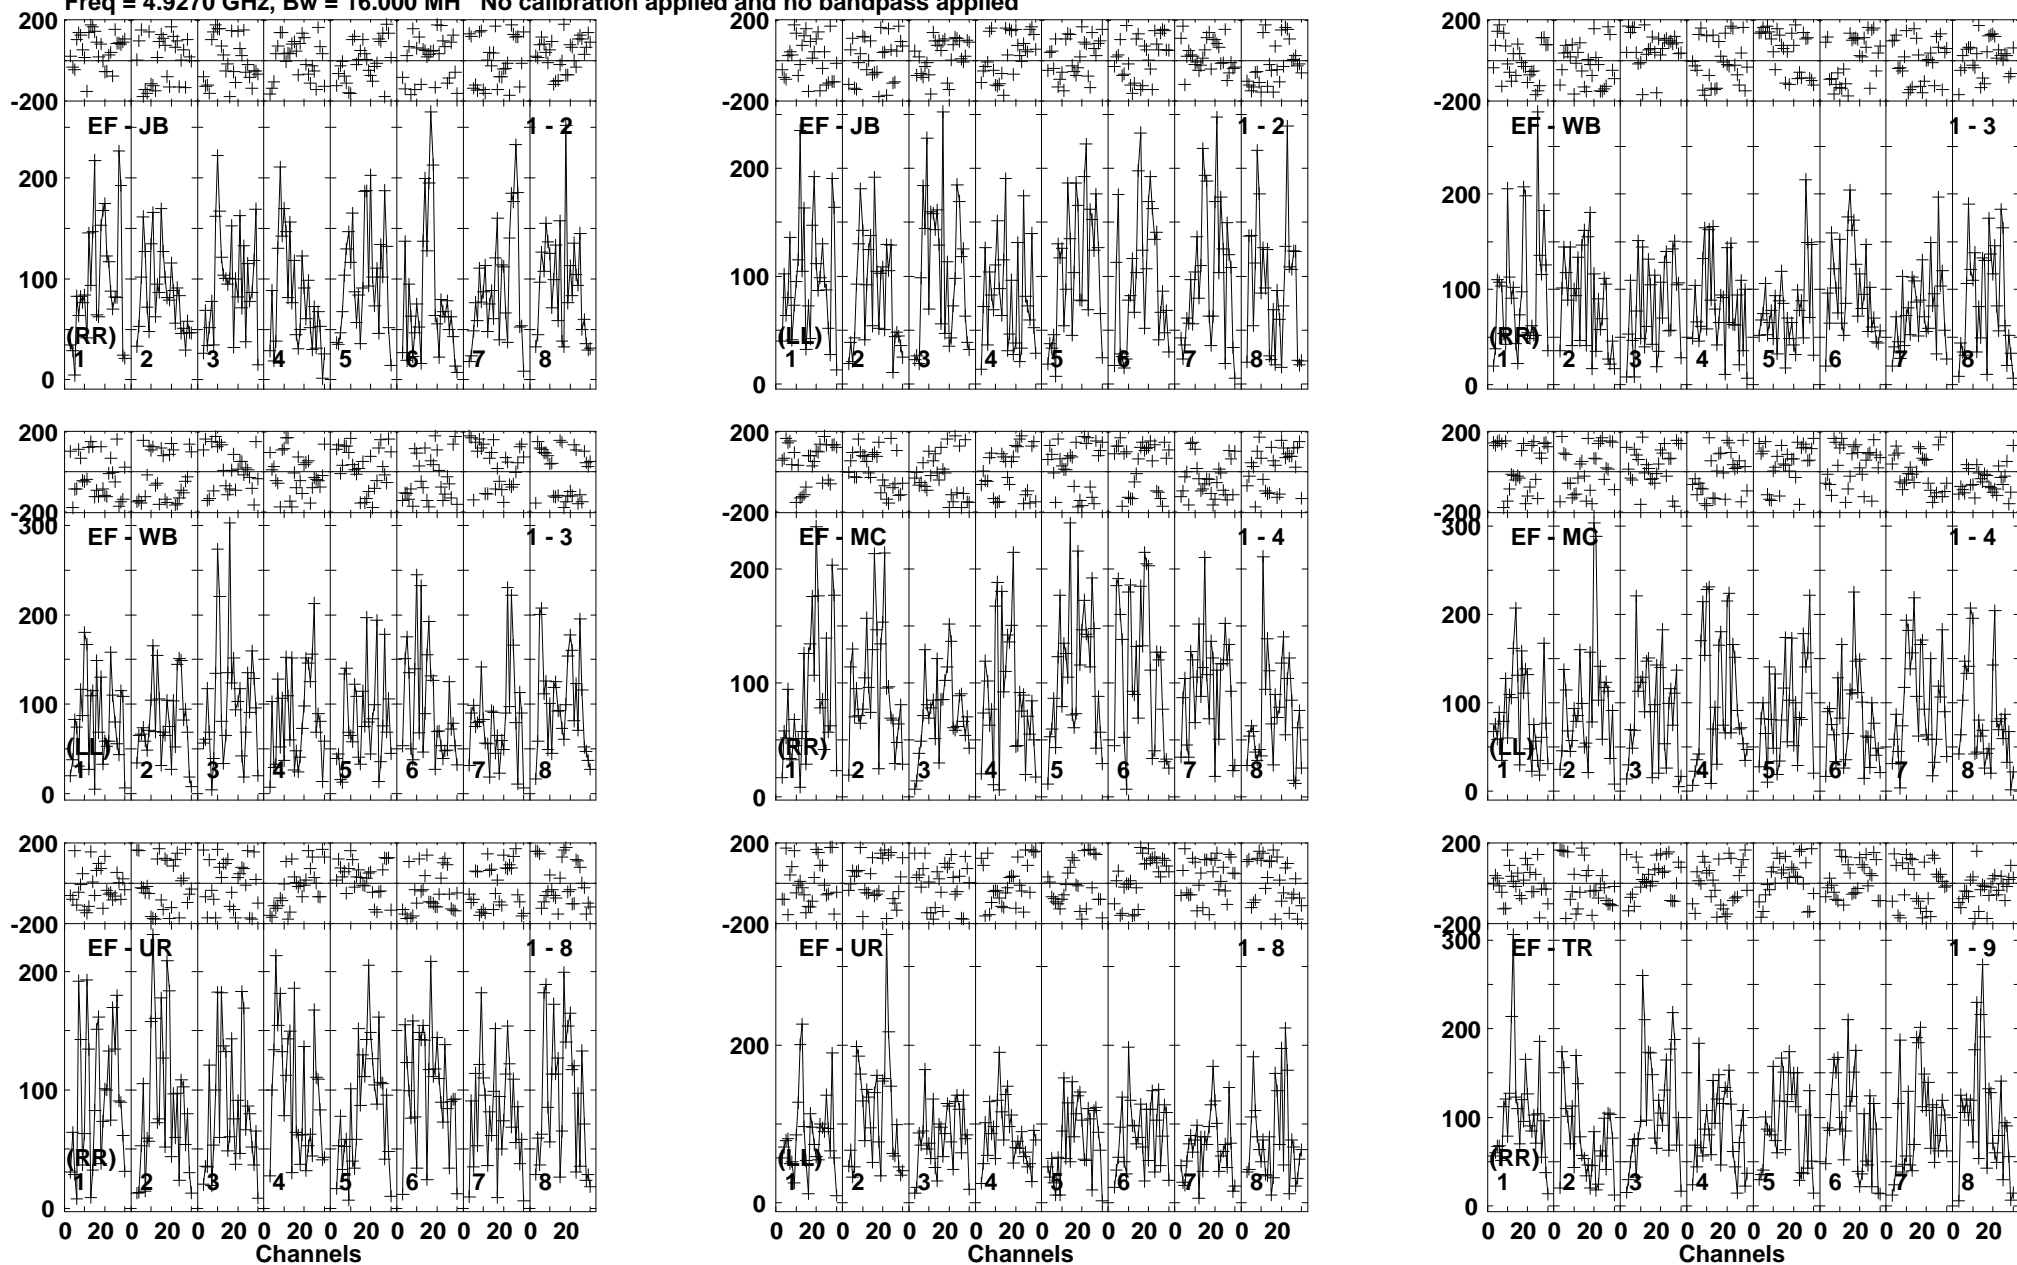 Freq = 4.9270 GHz, Bw = 16.000 MH No calibration applied and no bandpass applied
200 200 200
-200 -200 -200
EF - JB 1 - 2 EF - JB 1 - 2 EF - WB 1 - 3
200 200 200
100 100 100
(RR) (LL) (RR)
1 2 3 4 5 6 7 8 1 2 3 4 5 6 7 8 1 2 3 4 5 6 7 8
0 0 0
200 200 200
-200 -200 -200
300 300
EF - WB 1 - 3 EF - MC 1 - 4 EF - MC 1 - 4
200 200 200
100 100 100
(LL) (RR) (LL)
1 2 3 4 5 6 7 8 1 2 3 4 5 6 7 8 1 2 3 4 5 6 7 8
0 0 0
200 200 200
-200 -200 -200
300
EF - UR 1 - 8 EF - UR 1 - 8 EF - TR 1 - 9
200 200 200
100 100
(RR) (LL) (RR)
1 2 3 4 5 6 7 8 1 2 3 4 5 6 7 8 1 2 3 4 5 6 7 8
0 0 0
0 20 0 20 0 20 0 20 0 20 0 20 0 20 0 20 0 20 0 20 0 20 0 20 0 20 0 20 0 20 0 20 0 20 0 20 0 20 0 20 0 20 0 20 0 20 0 20
Channels Channels Channels